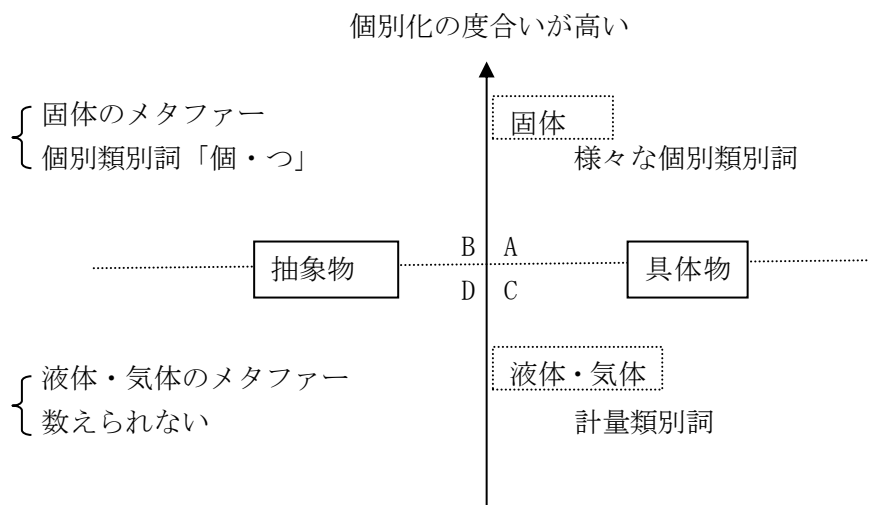 個別化の度合いが高い
固体のメタファー
個別類別詞「個・つ」
固体
様々な個別類別詞
B A
抽象物
具体物
D C
液体・気体のメタファー
数えられない
液体・気体
計量類別詞